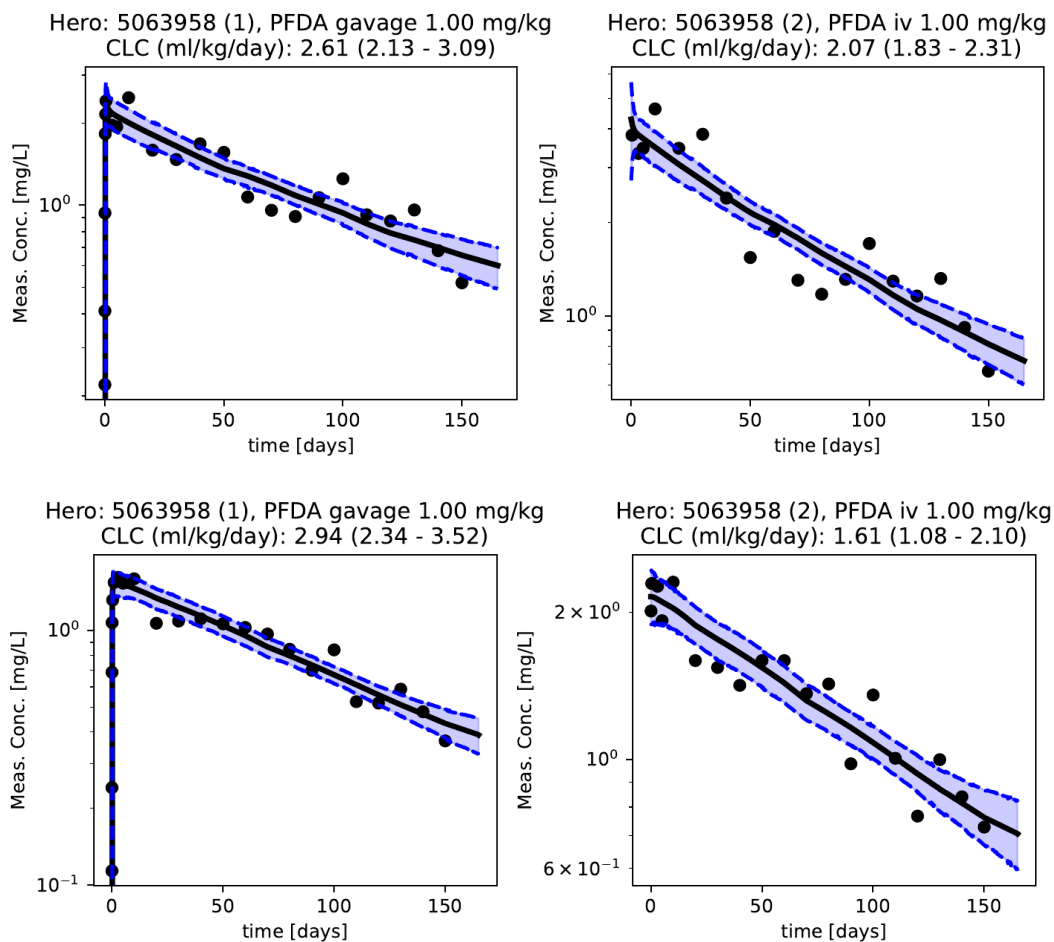 Hero: 5063958 (1), PFDA gavage 1.00 mg/kg
CLC (ml/kg/day): 2.61 (2.13 - 3.09)
Meas. Conc. [mg/L]
10⁰
0 50 100 150
time [days]
Hero: 5063958 (2), PFDA iv 1.00 mg/kg
CLC (ml/kg/day): 2.07 (1.83 - 2.31)
Meas. Conc. [mg/L]
10⁰
0 50 100 150
time [days]
Hero: 5063958 (1), PFDA gavage 1.00 mg/kg
CLC (ml/kg/day): 2.94 (2.34 - 3.52)
Meas. Conc. [mg/L]
10⁰
10⁻¹
0 50 100 150
time [days]
Hero: 5063958 (2), PFDA iv 1.00 mg/kg
CLC (ml/kg/day): 1.61 (1.08 - 2.10)
Meas. Conc. [mg/L]
2 × 10⁰
10⁰
6 × 10⁻¹
0 50 100 150
time [days]